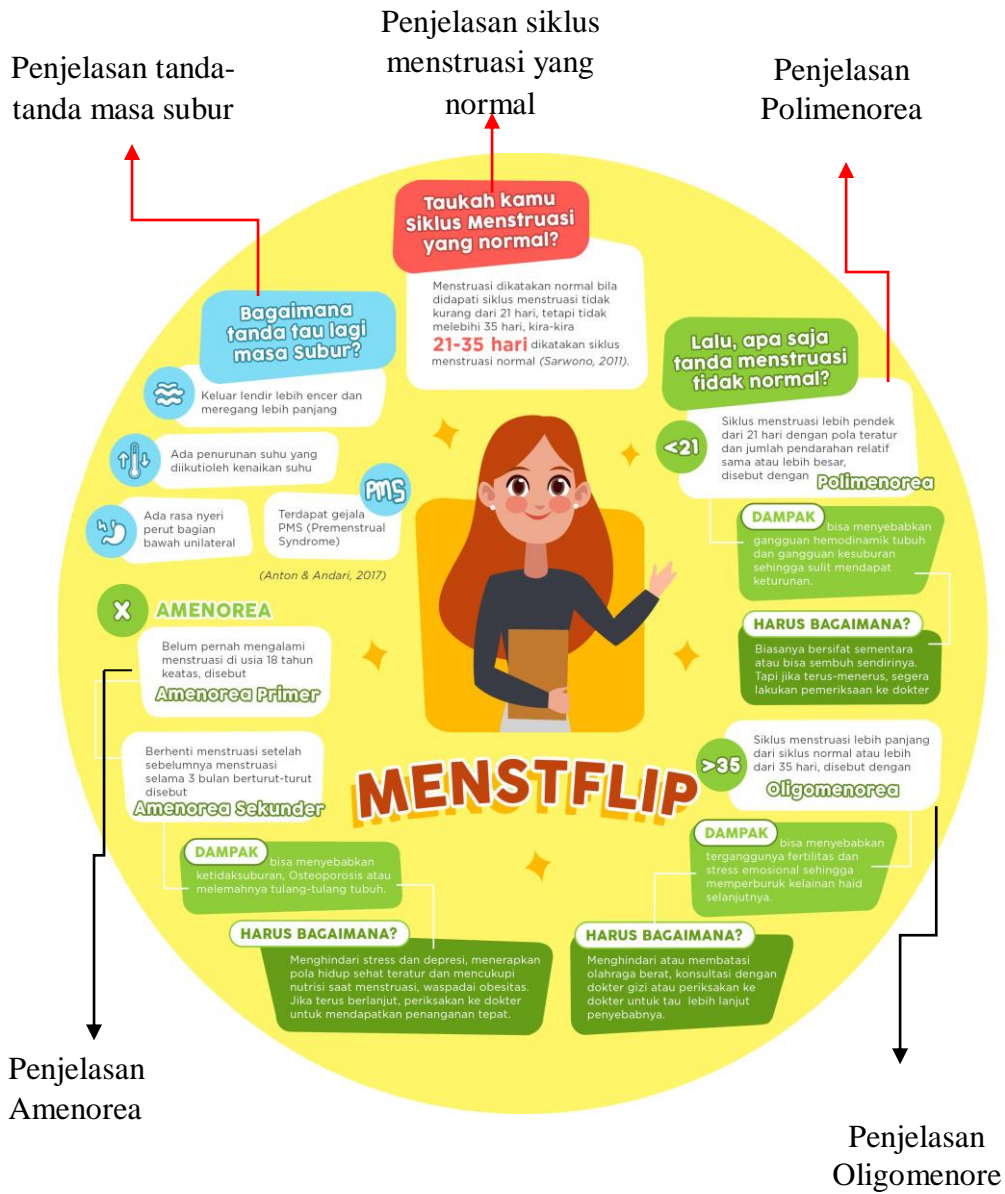 Penjelasan tanda-
tanda masa subur
Penjelasan siklus
menstruasi yang
normal
Penjelasan
Polimenorea
Taukah kamu
Siklus Menstruasi
yang normal?
Menstruasi dikatakan normal bila
didapati siklus menstruasi tidak
kurang dari 21 hari, tetapi tidak
melebihi 35 hari, kira-kira
21-35 hari dikatakan siklus
menstruasi normal (Sarwono, 2011).
Bagaimana
tanda tau lagi
masa Subur?
Keluar lendir lebih encer dan
meregang lebih panjang
Ada penurunan suhu yang
diikutioleh kenaikan suhu
Ada rasa nyeri
perut bagian
bawah unilateral
PMS
Terdapat gejala
PMS (Premenstrual
Syndrome)
(Anton & Andari, 2017)
X AMENOREA
Belum pernah mengalami
menstruasi di usia 18 tahun
keatas, disebut
Amenorea Primer
Berhenti menstruasi setelah
sebelumnya menstruasi
selama 3 bulan berturut-turut
disebut
Amenorea Sekunder
DAMPAK bisa menyebabkan
ketidaksuburan, Osteoporosis atau
melemahnya tulang-tulang tubuh.
HARUS BAGAIMANA?
Menghindari stress dan depresi, menerapkan
pola hidup sehat teratur dan mencukupi
nutrisi saat menstruasi, waspadai obesitas.
Jika terus berlanjut, periksakan ke dokter
untuk mendapatkan penanganan tepat.
MENSTFLIP
Lalu, apa saja
tanda menstruasi
tidak normal?
<21
Siklus menstruasi lebih pendek
dari 21 hari dengan pola teratur
dan jumlah pendarahan relatif
sama atau lebih besar,
disebut dengan Polimenorea
DAMPAK bisa menyebabkan
gangguan hemodinamik tubuh
dan gangguan kesuburan
sehingga sulit mendapat
keturunan.
HARUS BAGAIMANA?
Biasanya bersifat sementara
atau bisa sembuh sendirinya.
Tapi jika terus-menerus, segera
lakukan pemeriksaan ke dokter
>35
Siklus menstruasi lebih panjang
dari siklus normal atau lebih
dari 35 hari, disebut dengan
Oligomenorea
DAMPAK bisa menyebabkan
terganggunya fertilitas dan
stress emosional sehingga
memperburuk kelainan haid
selanjutnya.
HARUS BAGAIMANA?
Menghindari atau membatasi
olahraga berat, konsultasi dengan
dokter gizi atau periksakan ke
dokter untuk tau lebih lanjut
penyebabnya.
Penjelasan
Amenorea
Penjelasan
Oligomenore